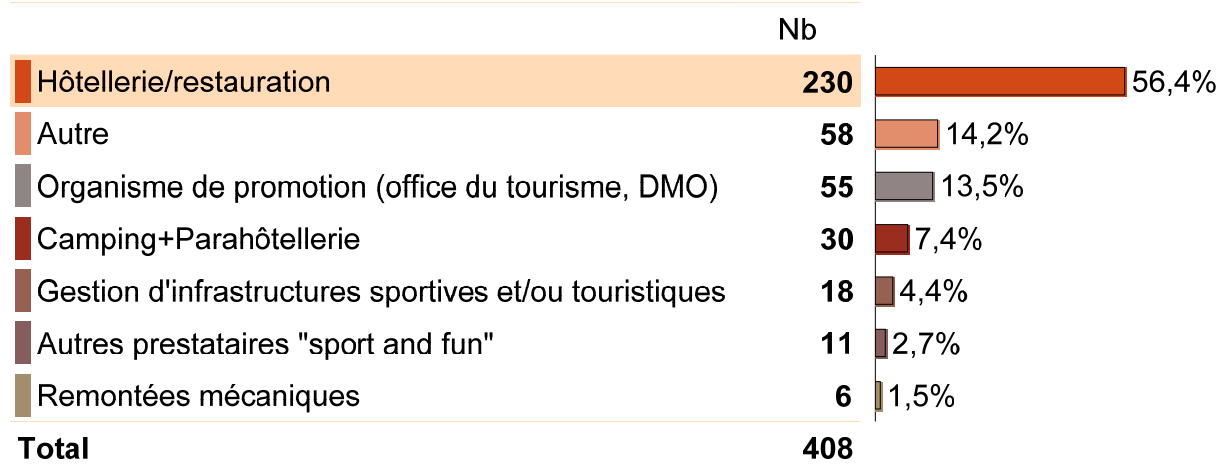 Nb
Hôtellerie/restauration 230 56,4%
Autre 58 14,2%
Organisme de promotion (office du tourisme, DMO) 55 13,5%
Camping+Parahôtellerie 30 7,4%
Gestion d'infrastructures sportives et/ou touristiques 18 4,4%
Autres prestataires "sport and fun" 11 2,7%
Remontées mécaniques 6 1,5%
Total 408